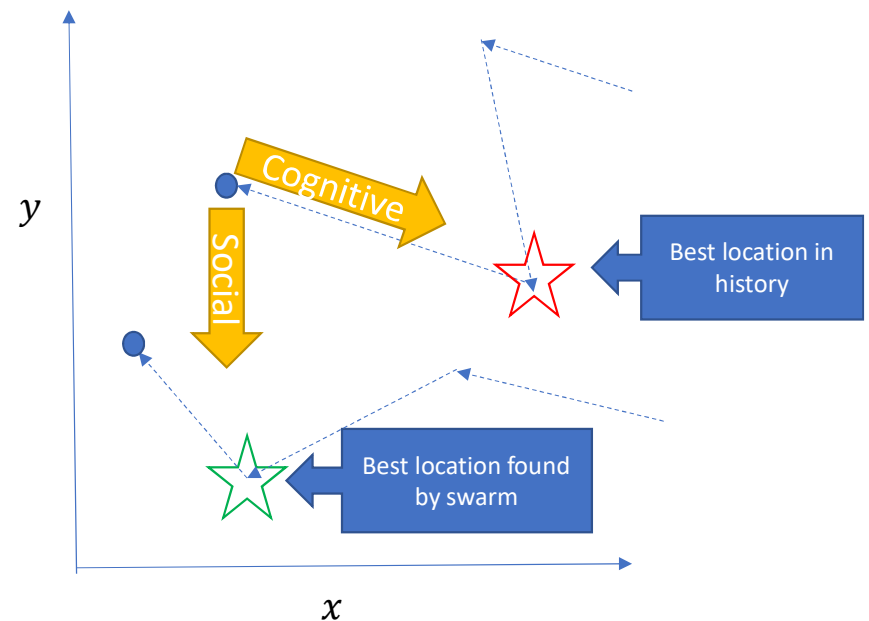 Cognitive
y
Social
Best location in
history
Best location found
by swarm
x